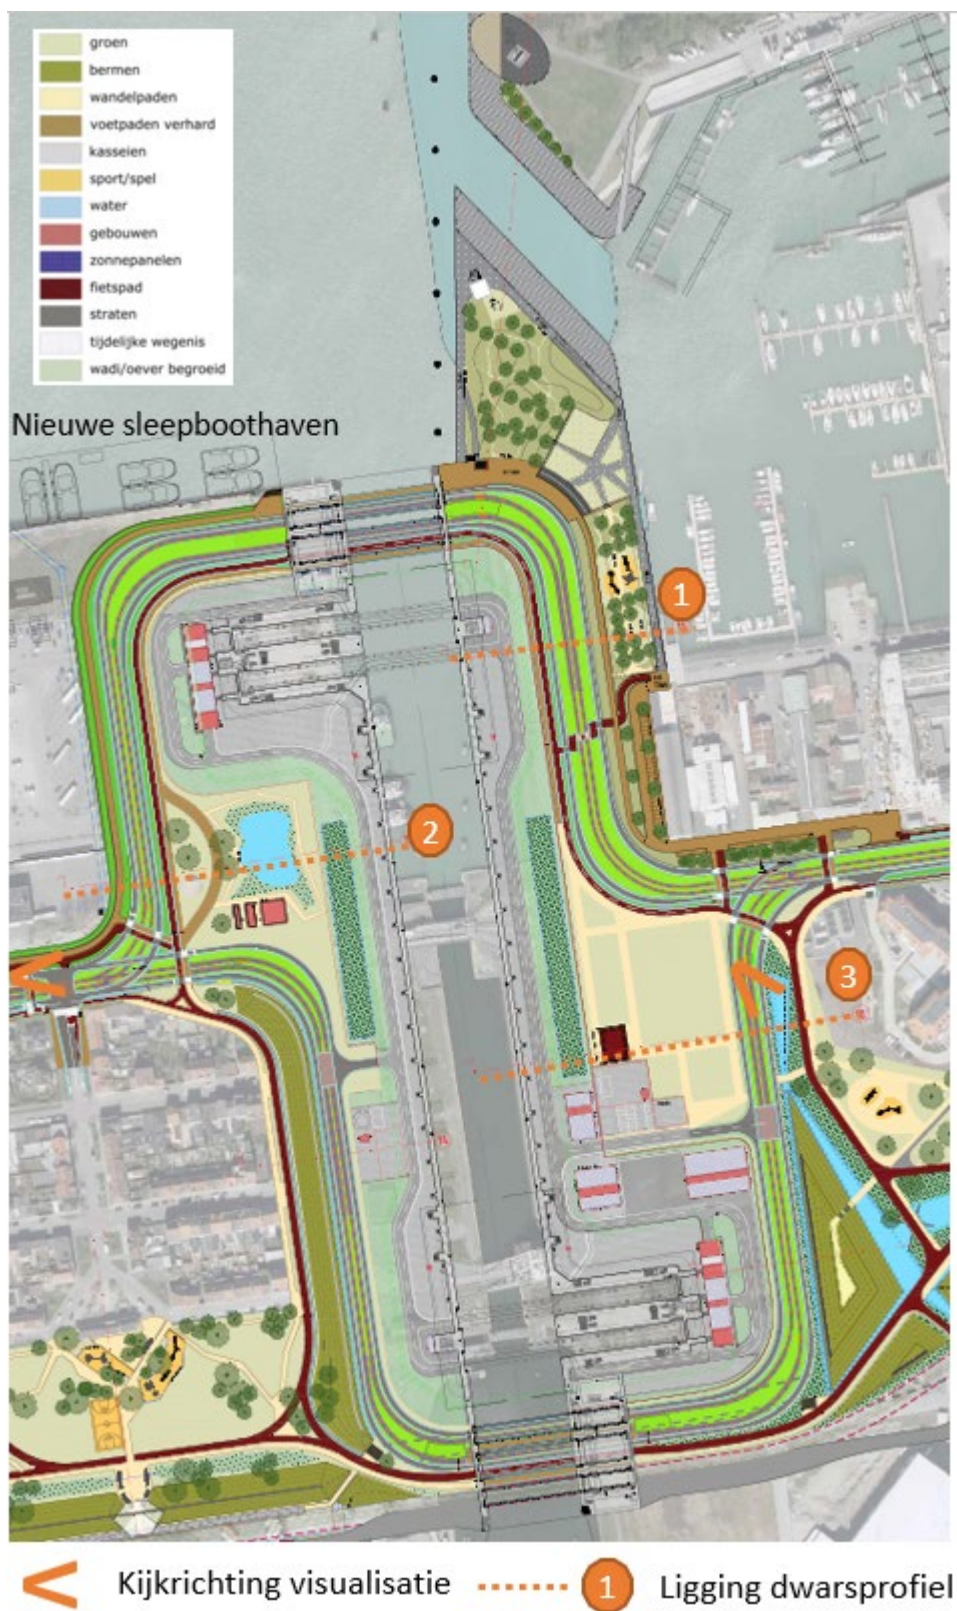 groen
bermen
wandelpaden
voetpaden verhard
kasseien
sport/spel
water
gebouwen
zonnepanelen
fietspad
straten
tijdelijke wegenis
wadi/oever begroeid
Nieuwe sleepboothaven
1
2
3
Kijkrichting visualisatie
1 Ligging dwarsprofiel